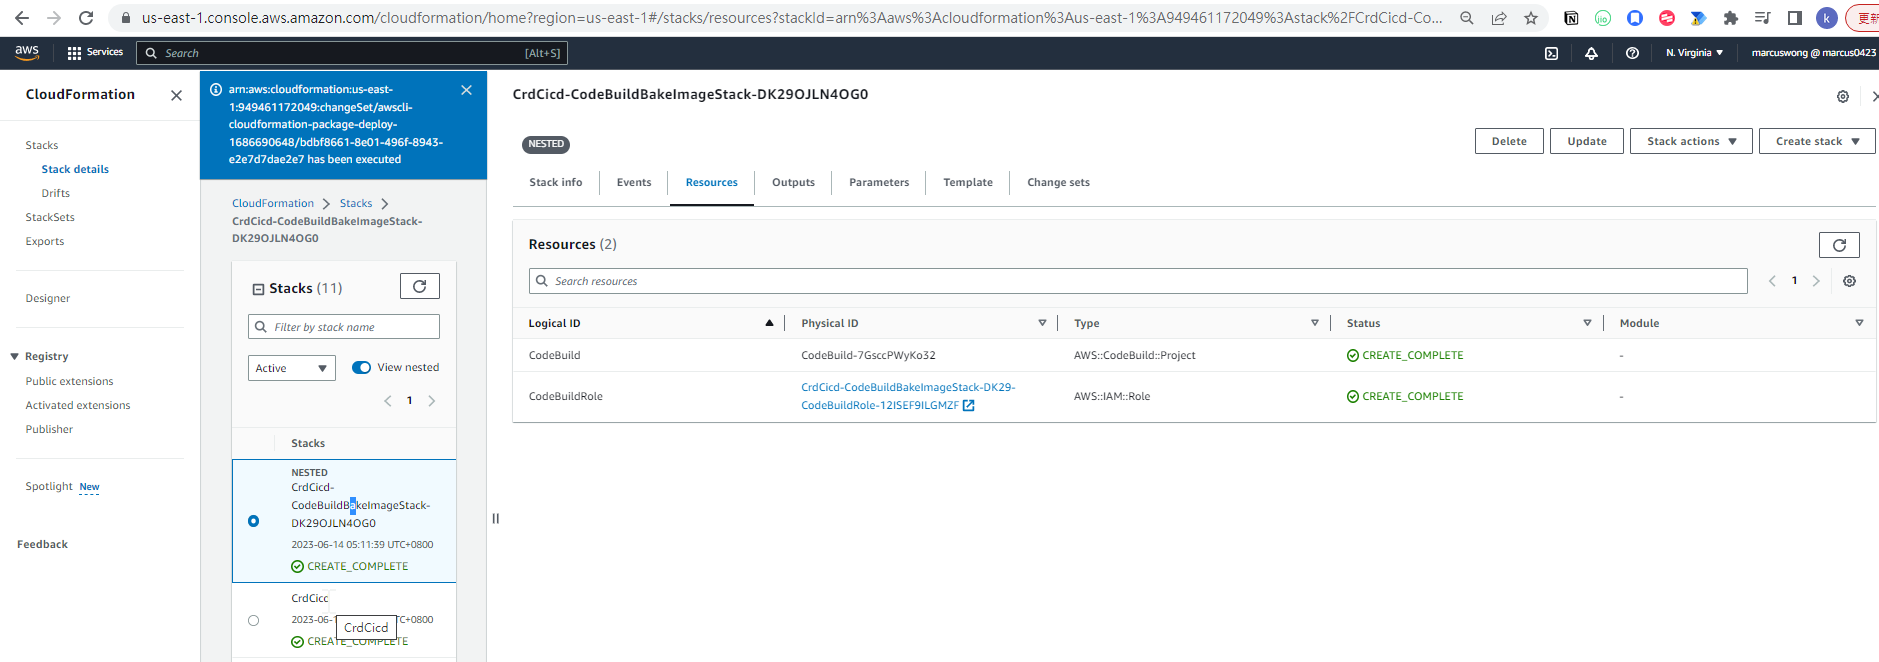 us-east-1.console.aws.amazon.com/cloudformation/home?region=us-east-1#/stacks/resources?stackId=arn%3Aaws%3Acloudformation%3Aus-east-1%3A949461172049%3Astack%2FCrdCicd-Co...
k
更新
aws
Services
Search
[Alt+S]
N. Virginia
marcuswong @ marcus0423
CloudFormation
Stacks
Stack details
Drifts
StackSets
Exports
Designer
Registry
Public extensions
Activated extensions
Publisher
Spotlight New
Feedback
arn:aws:cloudformation:us-east-
1:949461172049:changeSet/awscli-
cloudformation-package-deploy-
1686690648/bdbf8661-8e01-496f-8943-
e2e7d7dae2e7 has been executed
CloudFormation
Stacks
CrdCicd-CodeBuildBakeImageStack-
DK29OJLN4OG0
Stacks (11)
Filter by stack name
Active
View nested
1
Stacks
NESTED
CrdCicd-
CodeBuildBakeImageStack-
DK29OJLN4OG0
2023-06-14 05:11:39 UTC+0800
CREATE_COMPLETE
CrdCicd
2023-06-1
TC+0800
CrdCicd
CREATE_COMPLETE
CrdCicd-CodeBuildBakeImageStack-DK29OJLN4OG0
NESTED
Delete
Update
Stack actions
Create stack
Stack info
Events
Resources
Outputs
Parameters
Template
Change sets
Resources (2)
Search resources
1
Logical ID
Physical ID
Type
Status
Module
CodeBuild
CodeBuild-7GsccPWyKo32
AWS::CodeBuild::Project
CREATE_COMPLETE
-
CodeBuildRole
CrdCicd-CodeBuildBakeImageStack-DK29-
CodeBuildRole-12ISEF9ILGMZF
AWS::IAM::Role
CREATE_COMPLETE
-